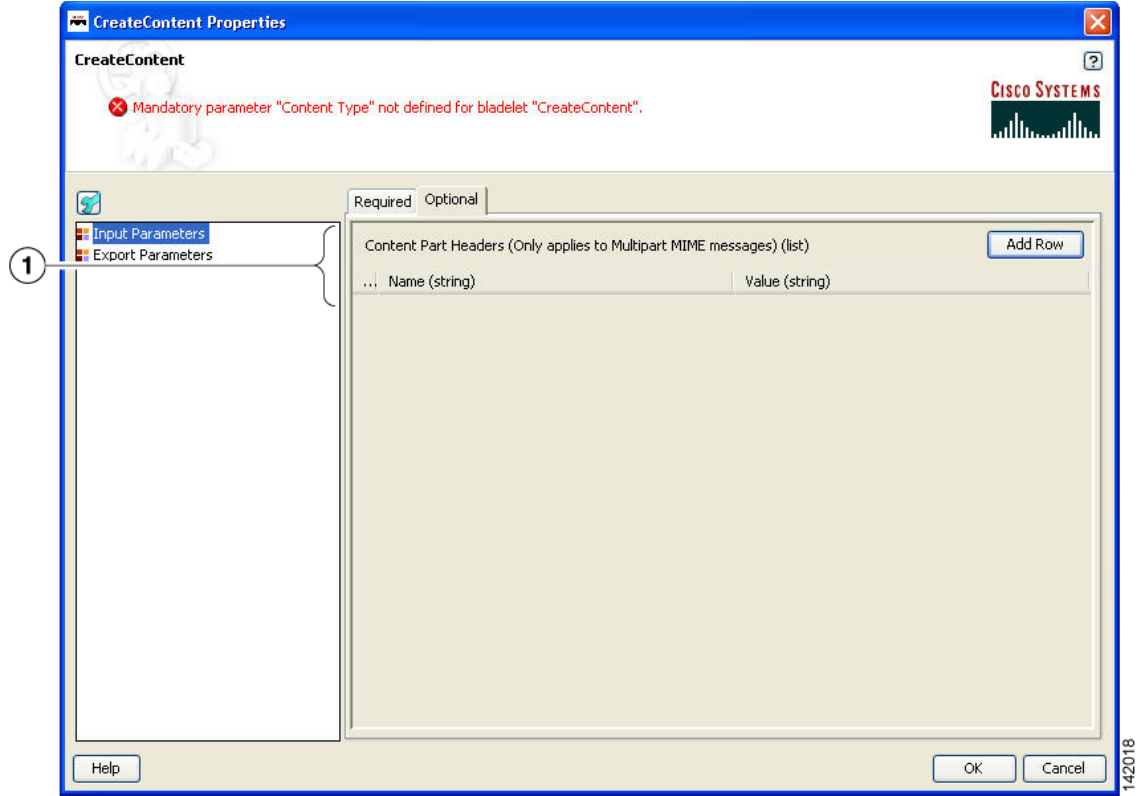 CreateContent Properties
CreateContent
Mandatory parameter "Content Type" not defined for bladelet "CreateContent".
CISCO SYSTEMS
Required Optional
Input Parameters
Export Parameters
1
Content Part Headers (Only applies to Multipart MIME messages) (list) Add Row
... Name (string) Value (string)
Help OK Cancel
142018